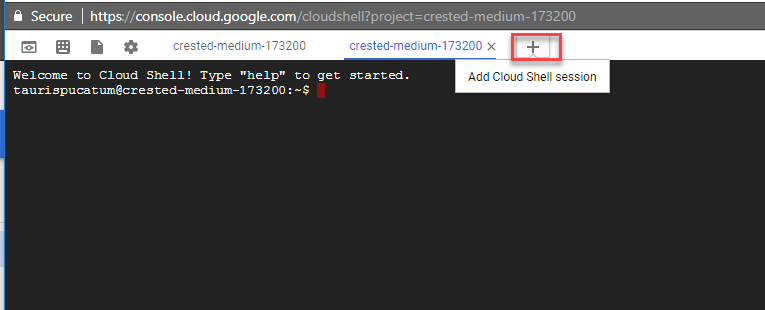 Secure https://console.cloud.google.com/cloudshell?project=crested-medium-173200
crested-medium-173200 crested-medium-173200
Add Cloud Shell session
Welcome to Cloud Shell! Type "help" to get started.
taurispucatum@crested-medium-173200:~$